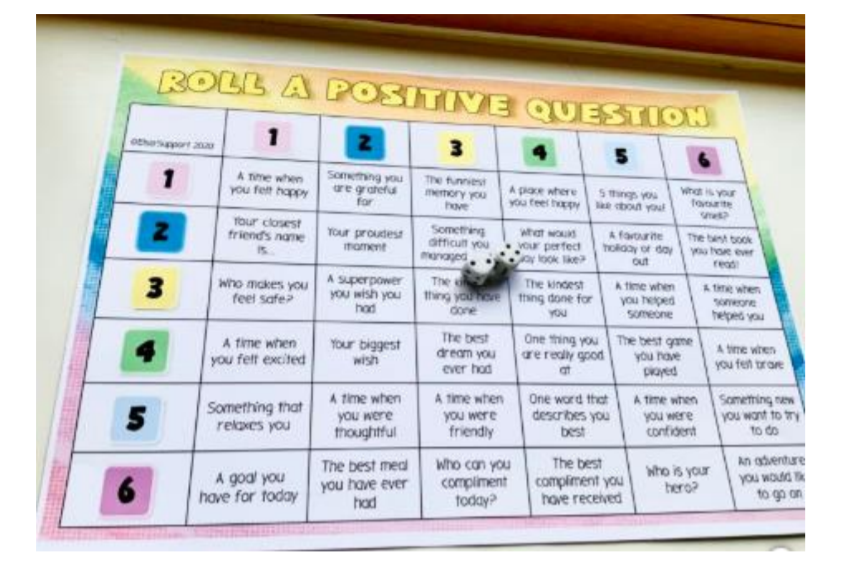 ROLL A POSITIVE QUESTION
©ElsaSupport 2020
1
2
3
4
5
6
1
A time when
you felt happy
Something you
are grateful
for
The funniest
memory you
have
A place where
you feel happy
5 things you
like about you!
What is your
favourite
smell?
2
Your closest
friend's name
is...
Your proudest
moment
Something
difficult you
managed
What would
your perfect
day look like?
A favourite
holiday or day
out
The best book
you have ever
read!
3
Who makes you
feel safe?
A superpower
you wish you
had
The
thing you have
done
The kindest
thing done for
you
A time when
you helped
someone
A time when
someone
helped you
4
A time when
you felt excited
Your biggest
wish
The best
dream you
ever had
One thing you
are really good
at
The best game
you have
played
A time when
you felt brave
5
Something that
relaxes you
A time when
you were
thoughtful
A time when
you were
friendly
One word that
describes you
best
A time when
you were
confident
Something new
you want to try
to do
6
A goal you
have for today
The best meal
you have ever
had
Who can you
compliment
today?
The best
compliment you
have received
Who is your
hero?
An adventure
you would
to go on